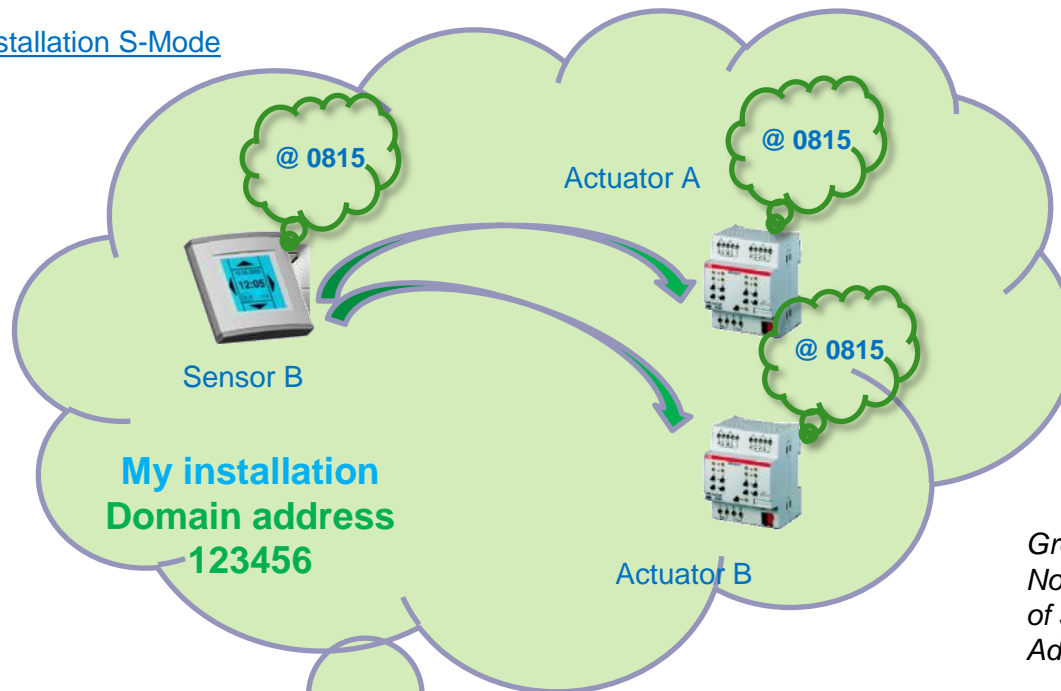 stallation S-Mode
@ 0815
@ 0815
Actuator A
12:05
@ 0815
Sensor B
My installation
Domain address
123456
Actuator B
Gr
No
of
Ad